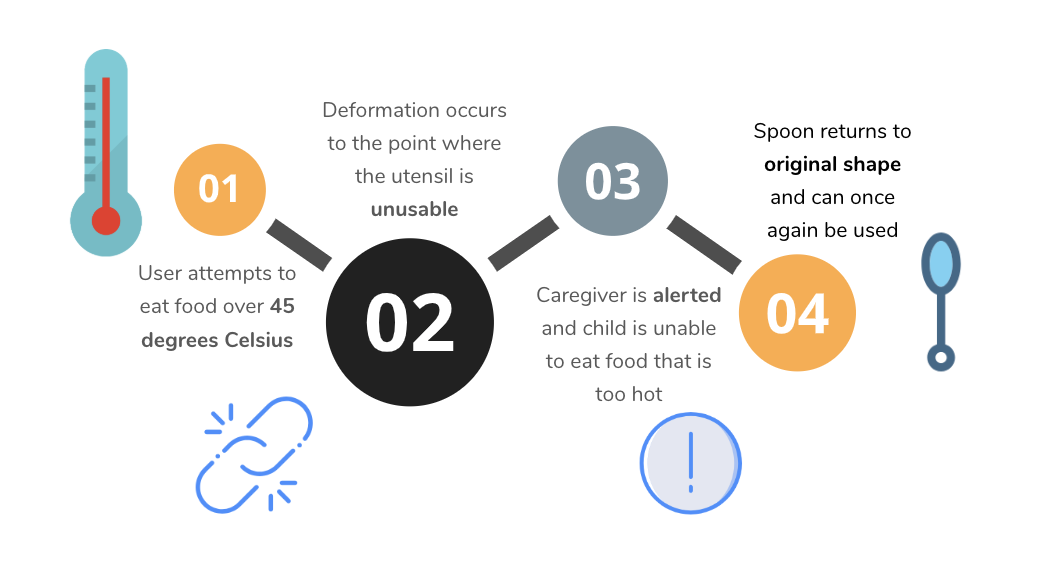 01
User attempts to
eat food over 45
degrees Celsius
Deformation occurs
to the point where
the utensil is
unusable
02
03
Caregiver is alerted
and child is unable
to eat food that is
too hot
Spoon returns to
original shape
and can once
again be used
04